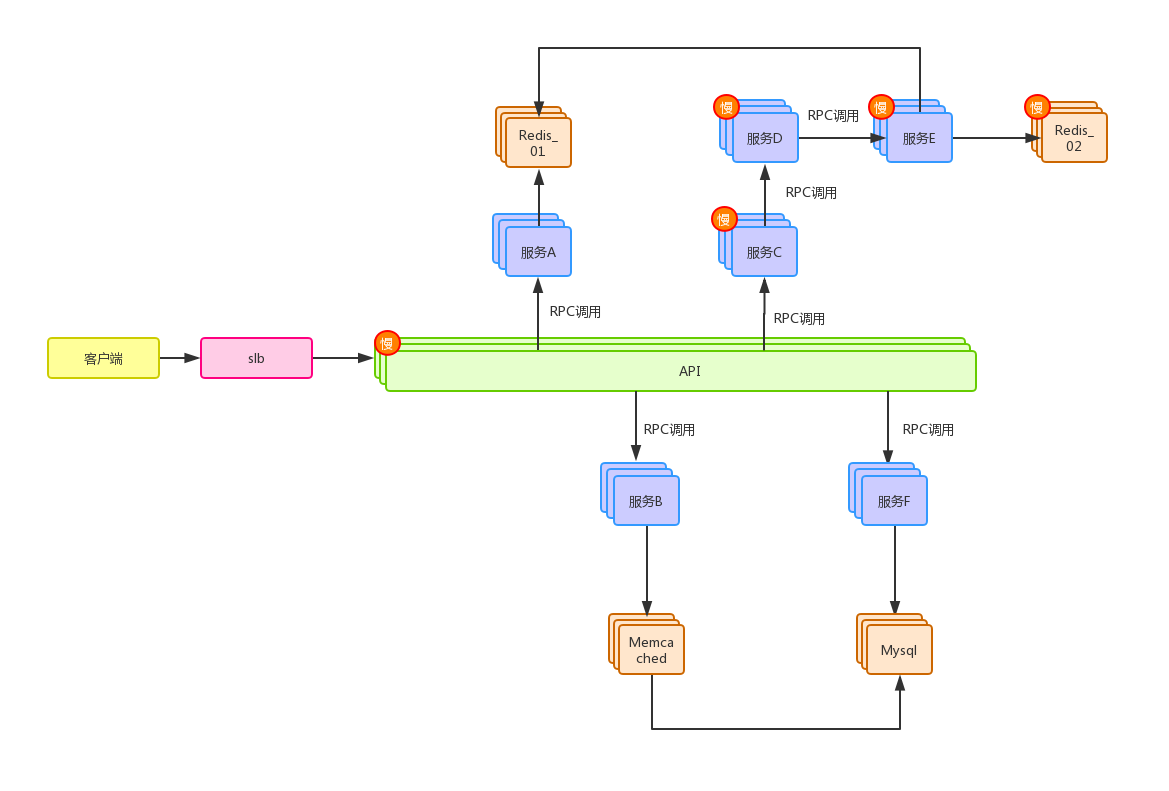 慢
慢
慢
Redis_
01
服务D
RPC调用
服务E
Redis_
02
RPC调用
慢
服务A
服务C
RPC调用
RPC调用
慢
客户端
slb
API
RPC调用
RPC调用
服务B
服务F
Memca
ched
Mysql